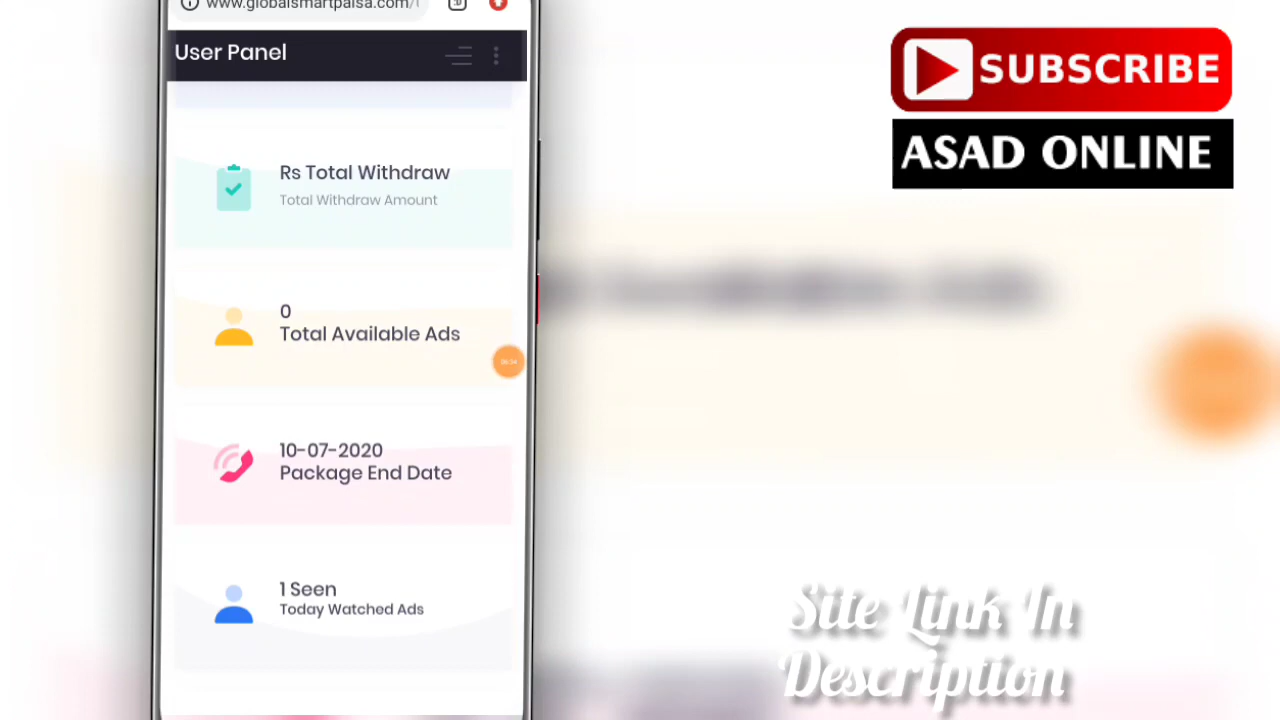 www.globalsmartpaisa.com/
User Panel
Rs Total Withdraw
Total Withdraw Amount
0
Total Available Ads
10-07-2020
Package End Date
1 Seen
Today Watched Ads
SUBSCRIBE
ASAD ONLINE
Site Link In
Description